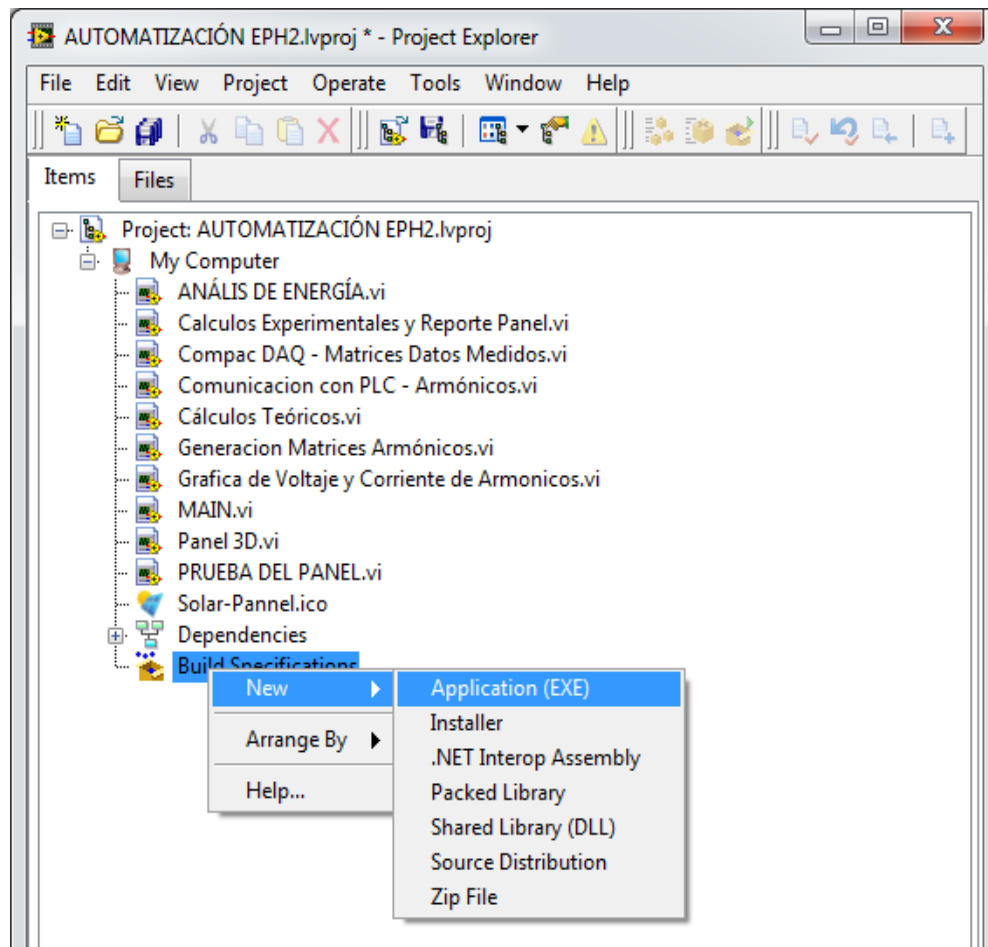 AUTOMATIZACIÓN EPH2.lvproj * - Project Explorer
File Edit View Project Operate Tools Window Help
Items Files
Project: AUTOMATIZACIÓN EPH2.lvproj
My Computer
ANÁLIS DE ENERGÍA.vi
Calculos Experimentales y Reporte Panel.vi
Compac DAQ - Matrices Datos Medidos.vi
Comunicacion con PLC - Armónicos.vi
Cálculos Teóricos.vi
Generacion Matrices Armónicos.vi
Grafica de Voltaje y Corriente de Armonicos.vi
MAIN.vi
Panel 3D.vi
PRUEBA DEL PANEL.vi
Solar-Pannel.ico
Dependencies
Build Specifications
New
Arrange By
Help...
Application (EXE)
Installer
.NET Interop Assembly
Packed Library
Shared Library (DLL)
Source Distribution
Zip File